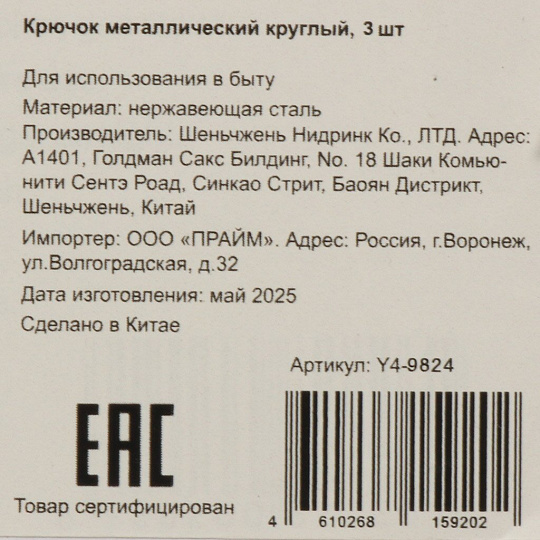 Крючок металлический круглый, 3 шт
Для использования в быту
Материал: нержавеющая сталь
Производитель: Шеньчжень Нидринк Ко., ЛТД. Адрес:
А1401, Голдман Сакс Билдинг, No. 18 Шаки Комью-
нити Сентэ Роад, Синкао Стрит, Баоян Дистрикт,
Шеньчжень, Китай
Импортер: ООО «ПРАЙМ». Адрес: Россия, г.Воронеж,
ул.Волгоградская, д.32
Дата изготовления: май 2025
Сделано в Китае
Артикул: Y4-9824
EAC
Товар сертифицирован
4 610268 159202